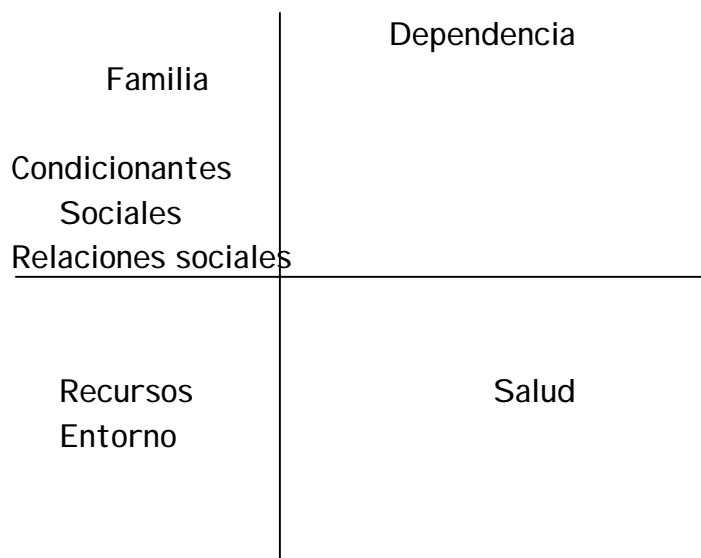 Dependencia
Familia
Condicionantes
Sociales
Relaciones sociales
Recursos
Entorno
Salud